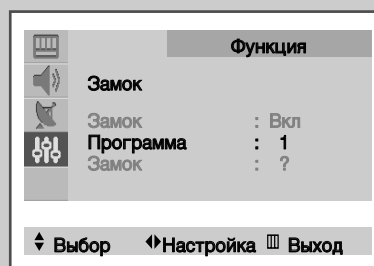 Функция
Замок
Замок : Вкл
Программа : 1
Замок : ?
Выбор Настройка Выход